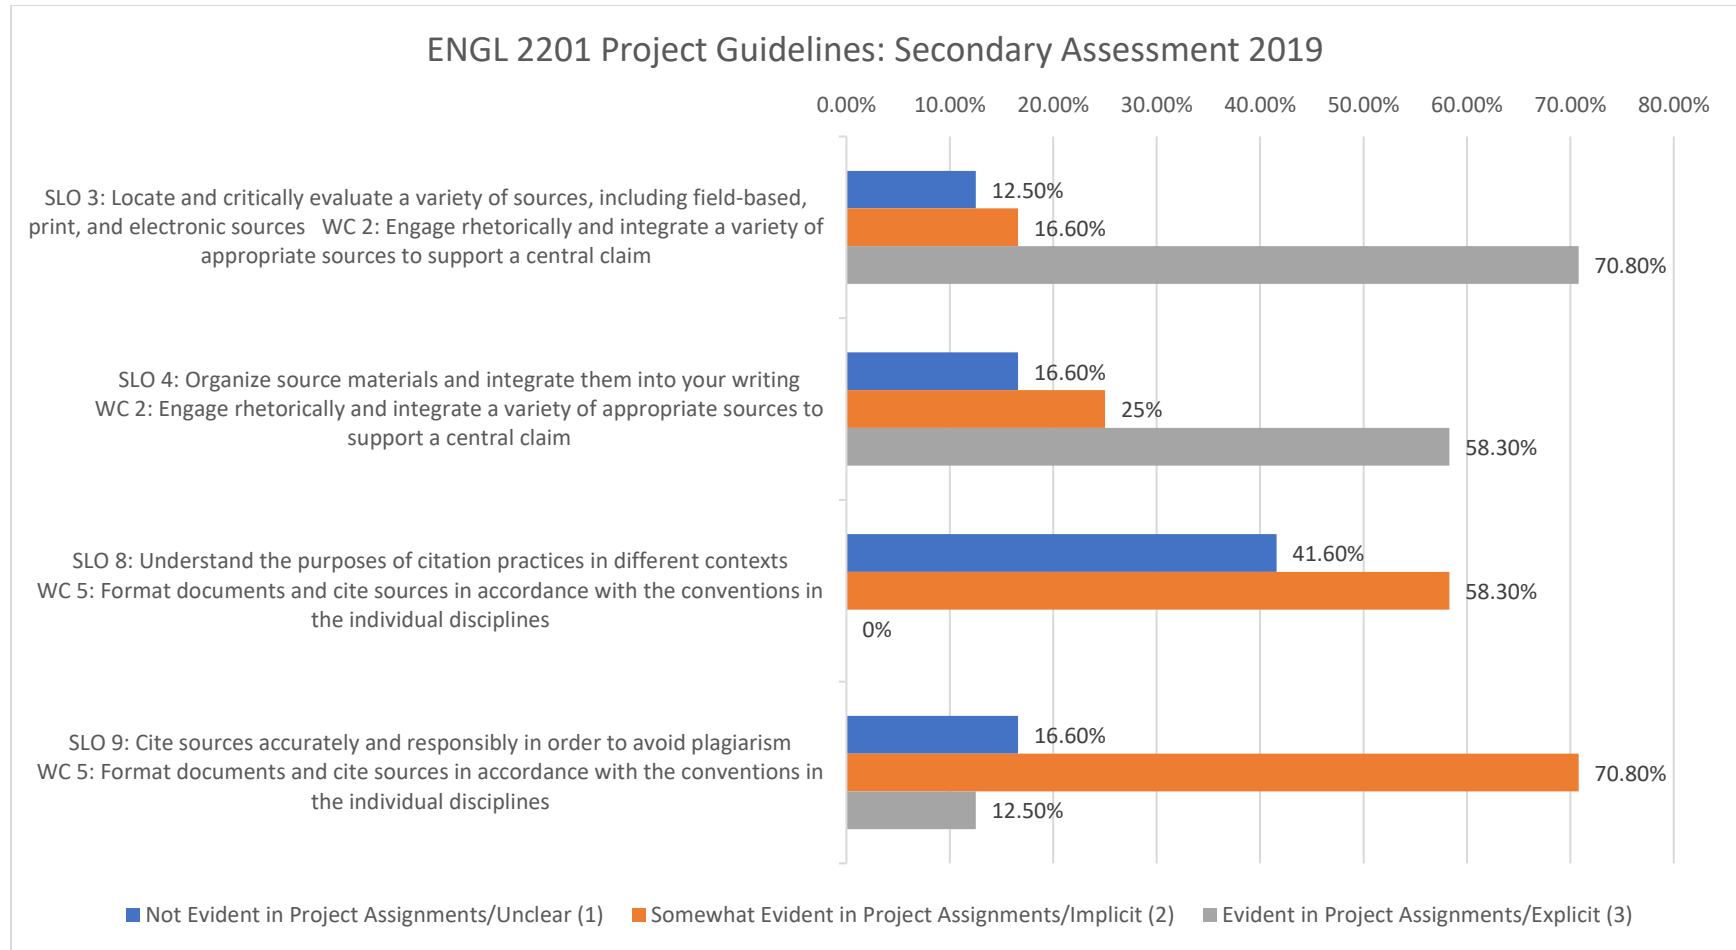 ENGL 2201 Project Guidelines: Secondary Assessment 2019
0.00% 10.00% 20.00% 30.00% 40.00% 50.00% 60.00% 70.00% 80.00%
SLO 3: Locate and critically evaluate a variety of sources, including field-based,
print, and electronic sources WC 2: Engage rhetorically and integrate a variety of
appropriate sources to support a central claim
12.50%
16.60%
70.80%
SLO 4: Organize source materials and integrate them into your writing
WC 2: Engage rhetorically and integrate a variety of appropriate sources to
support a central claim
16.60%
25%
58.30%
SLO 8: Understand the purposes of citation practices in different contexts
WC 5: Format documents and cite sources in accordance with the conventions in
the individual disciplines
41.60%
58.30%
0%
SLO 9: Cite sources accurately and responsibly in order to avoid plagiarism
WC 5: Format documents and cite sources in accordance with the conventions in
the individual disciplines
16.60%
70.80%
12.50%
Not Evident in Project Assignments/Unclear (1) Somewhat Evident in Project Assignments/Implicit (2) Evident in Project Assignments/Explicit (3)